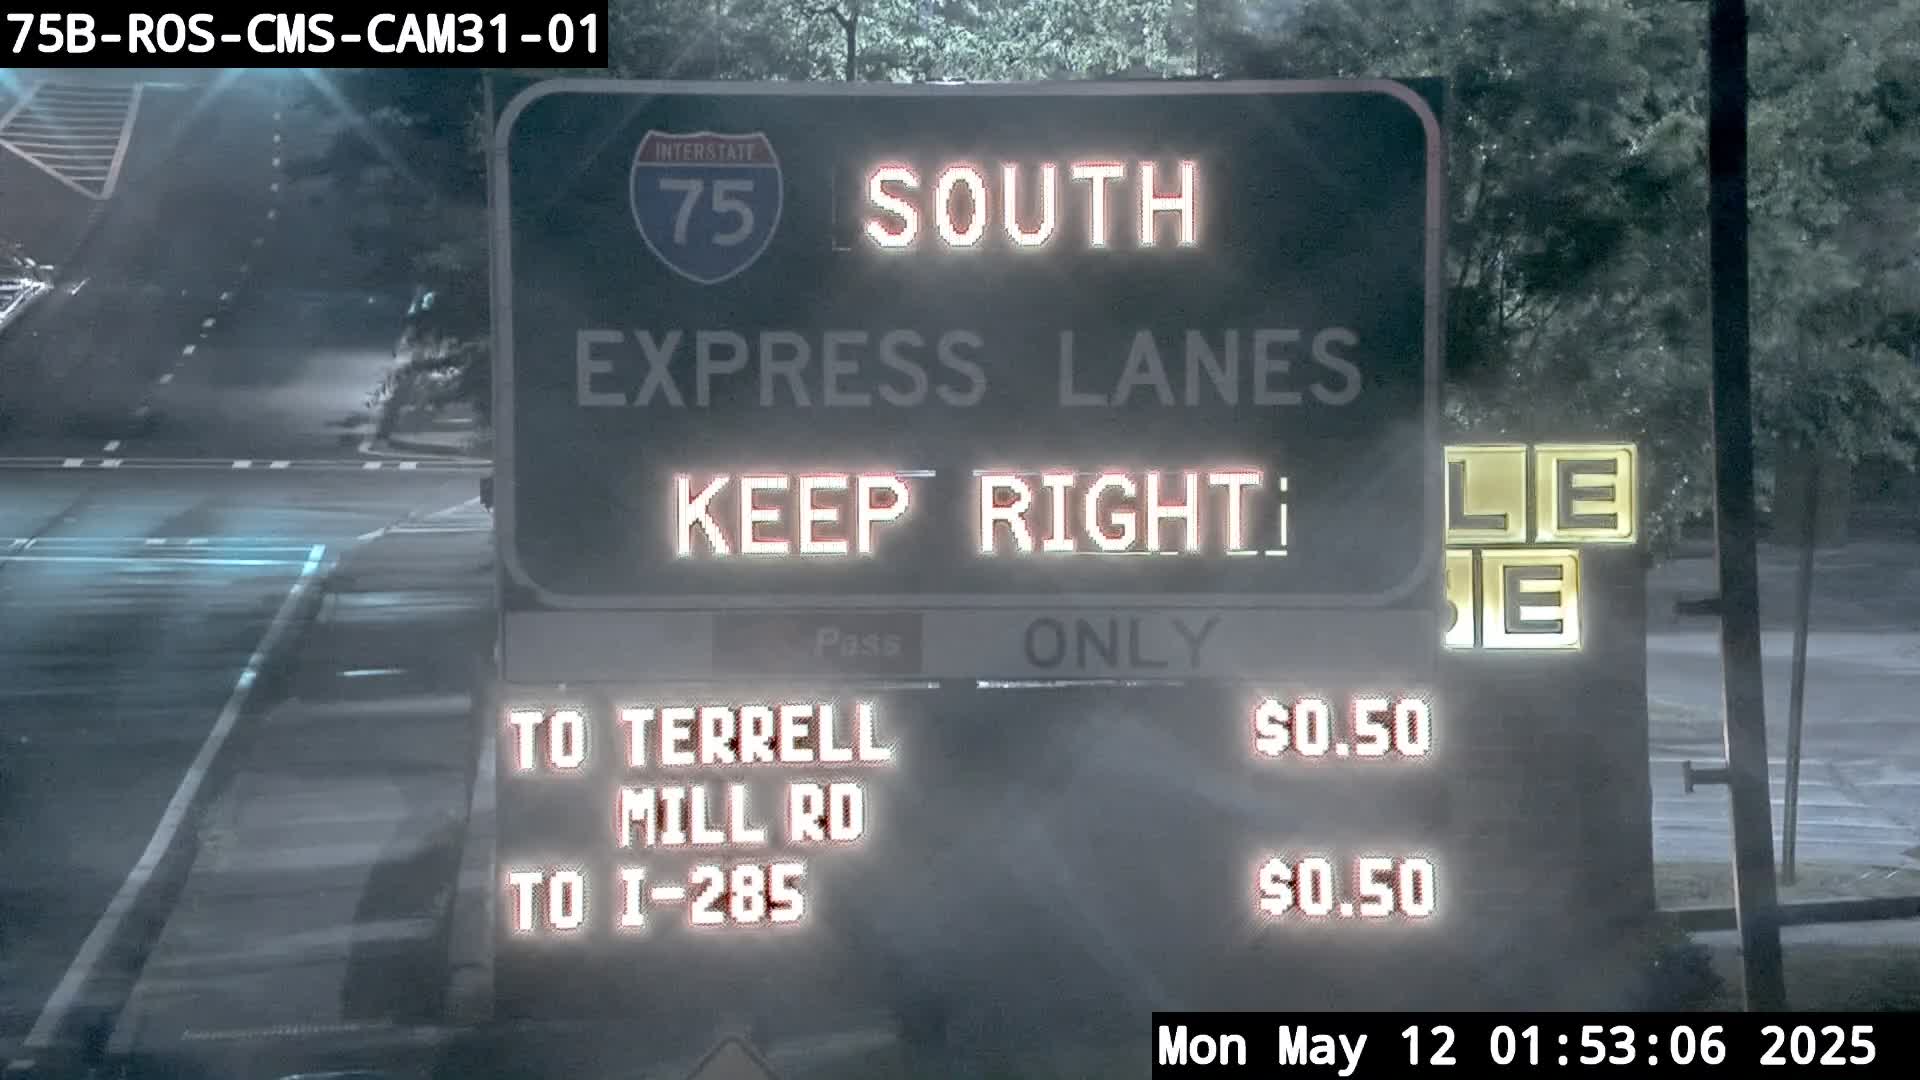 75B-ROS-CMS-CAM31-01
INTERSTATE
75
SOUTH
EXPRESS LANES
KEEP RIGHT
Pass ONLY
TO TERRELL $0.50
MILL RD
TO I-285 $0.50
LE
E
Mon May 12 01:53:06 2025